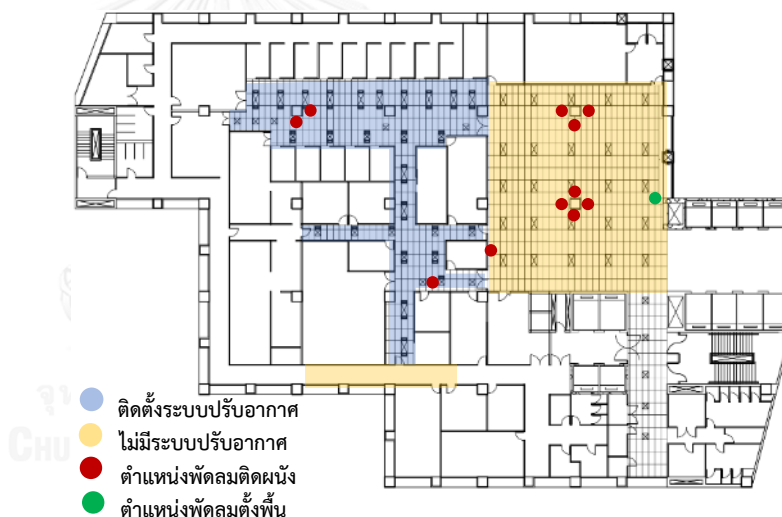 ติดตั้งระบบปรับอากาศ
ไม่มีระบบปรับอากาศ
ตำแหน่งพัดลมติดผนัง
ตำแหน่งพัดลมตั้งพื้น